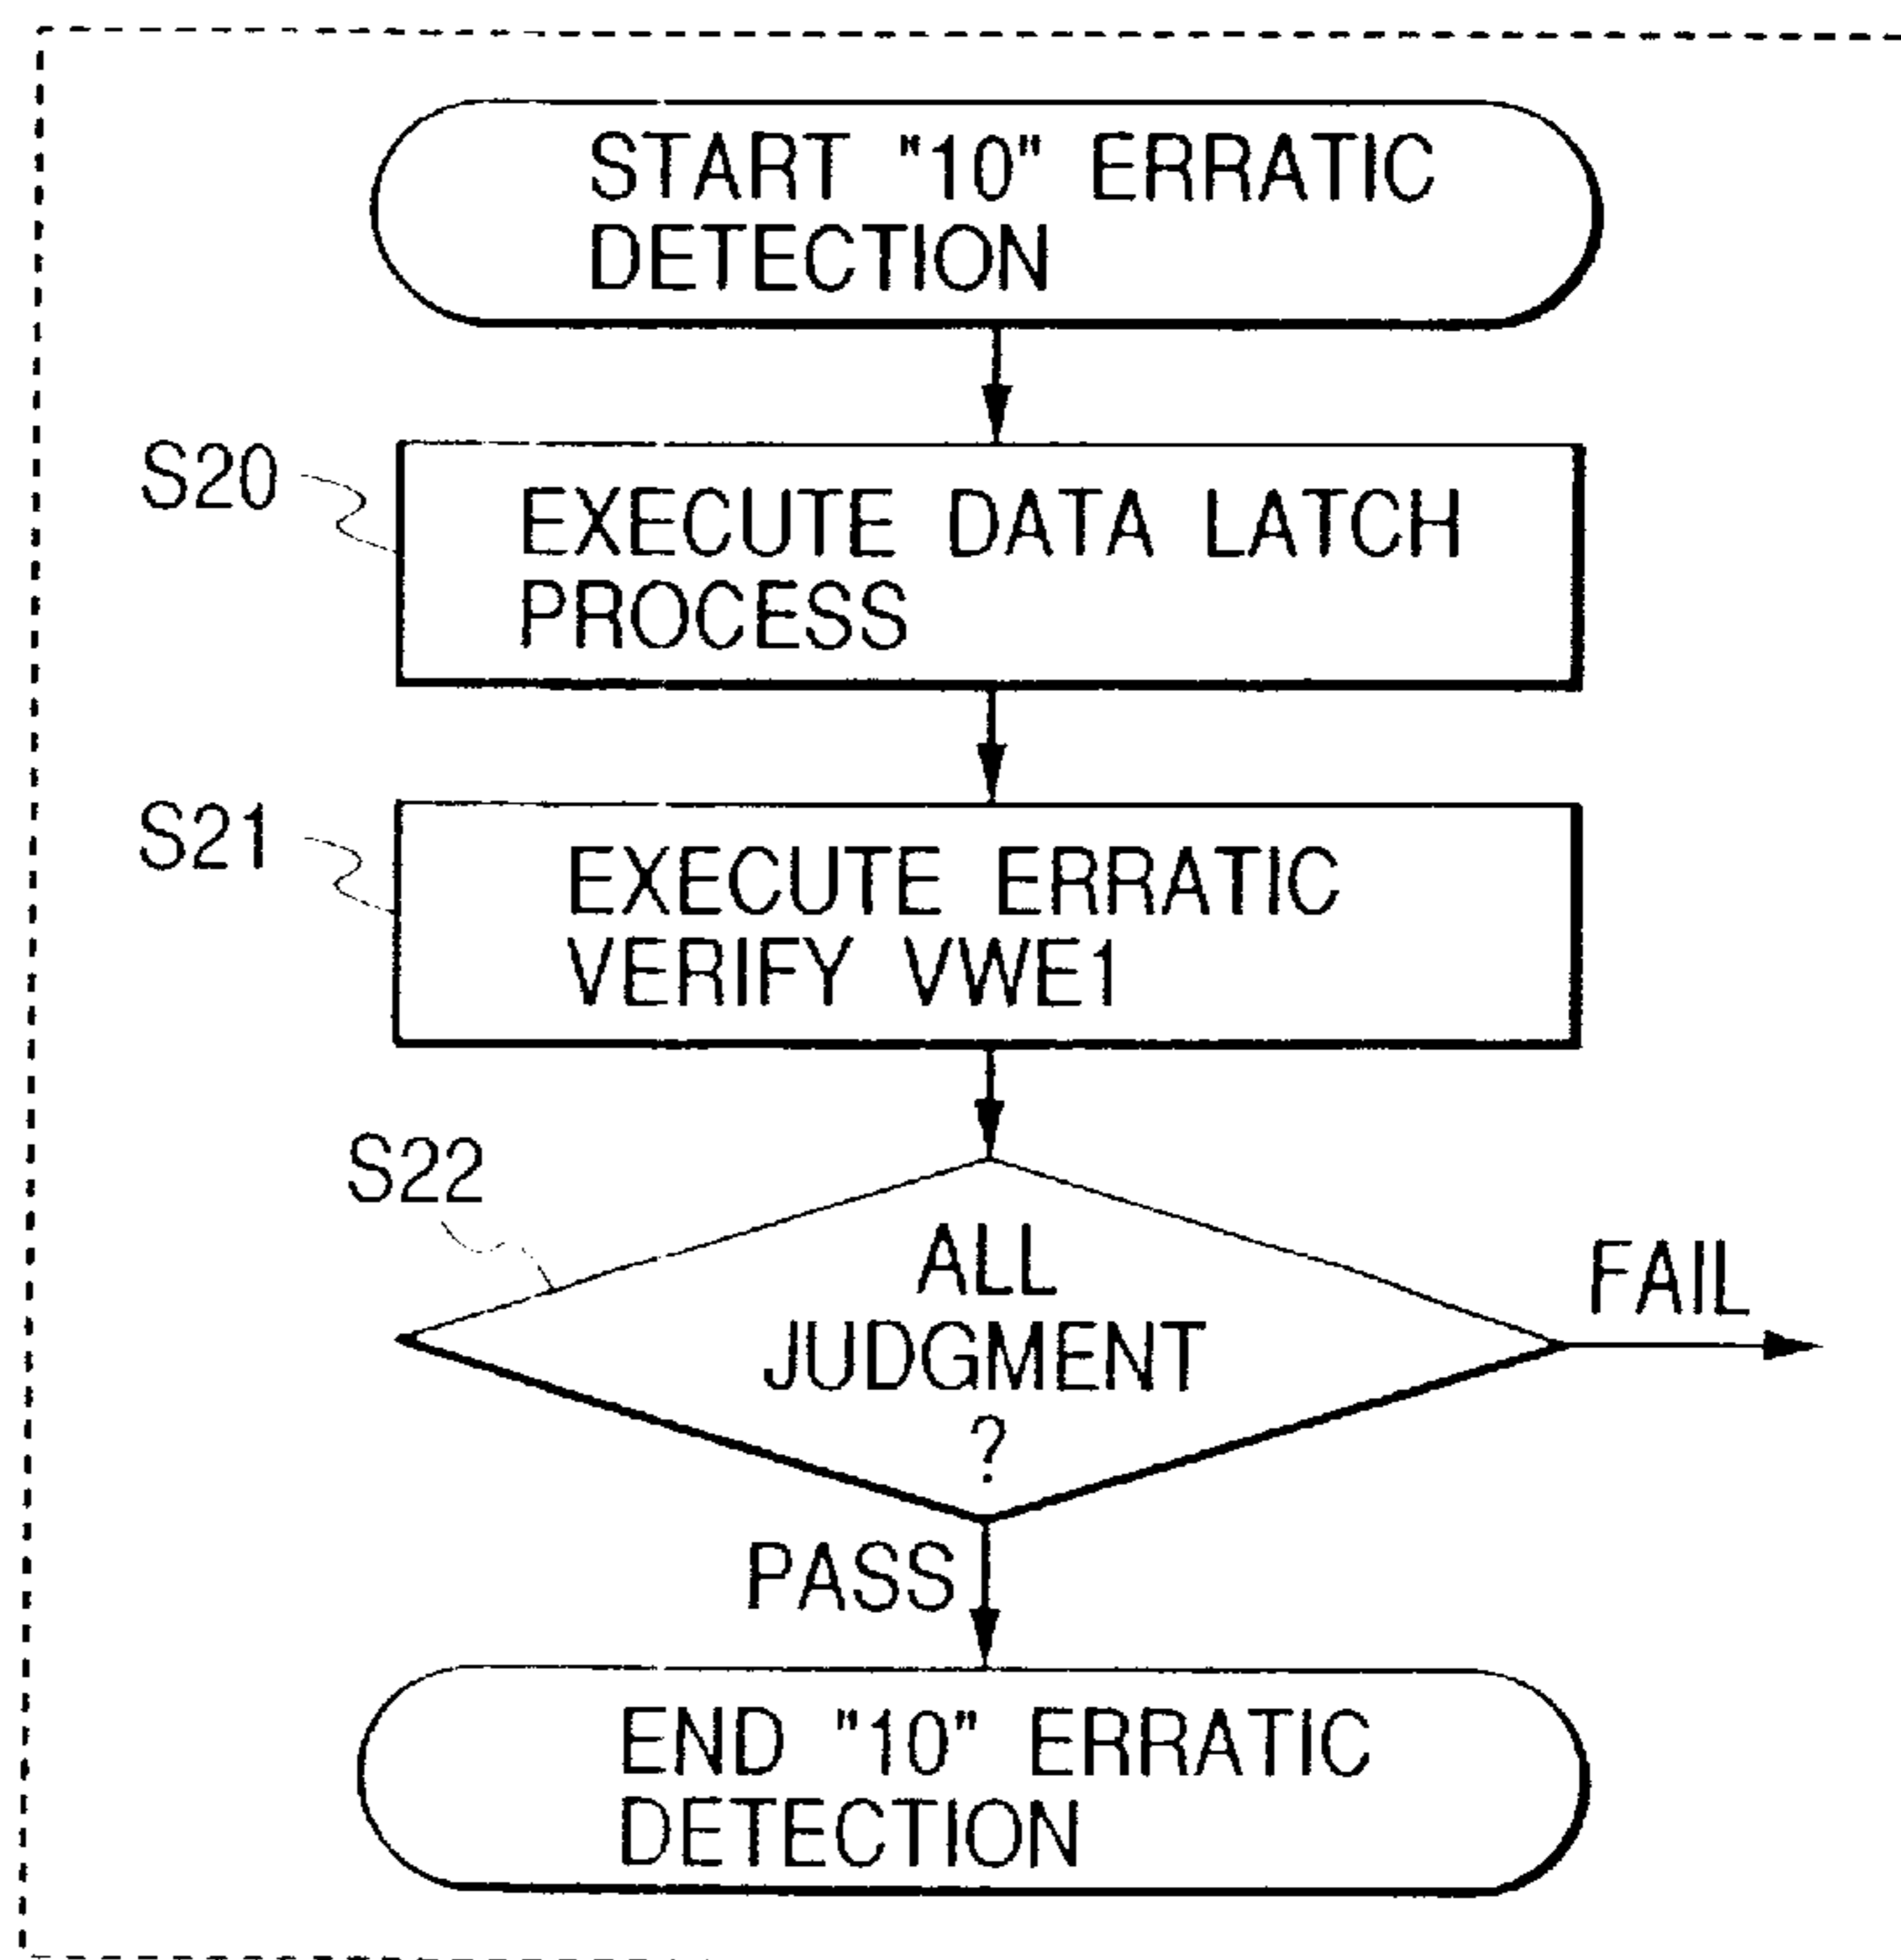 START "10" ERRATIC
DETECTION
S20
EXECUTE DATA LATCH
PROCESS
S21
EXECUTE ERRATIC
VERIFY VWE1
S22
ALL
JUDGMENT
?
FAIL
PASS
END "10" ERRATIC
DETECTION